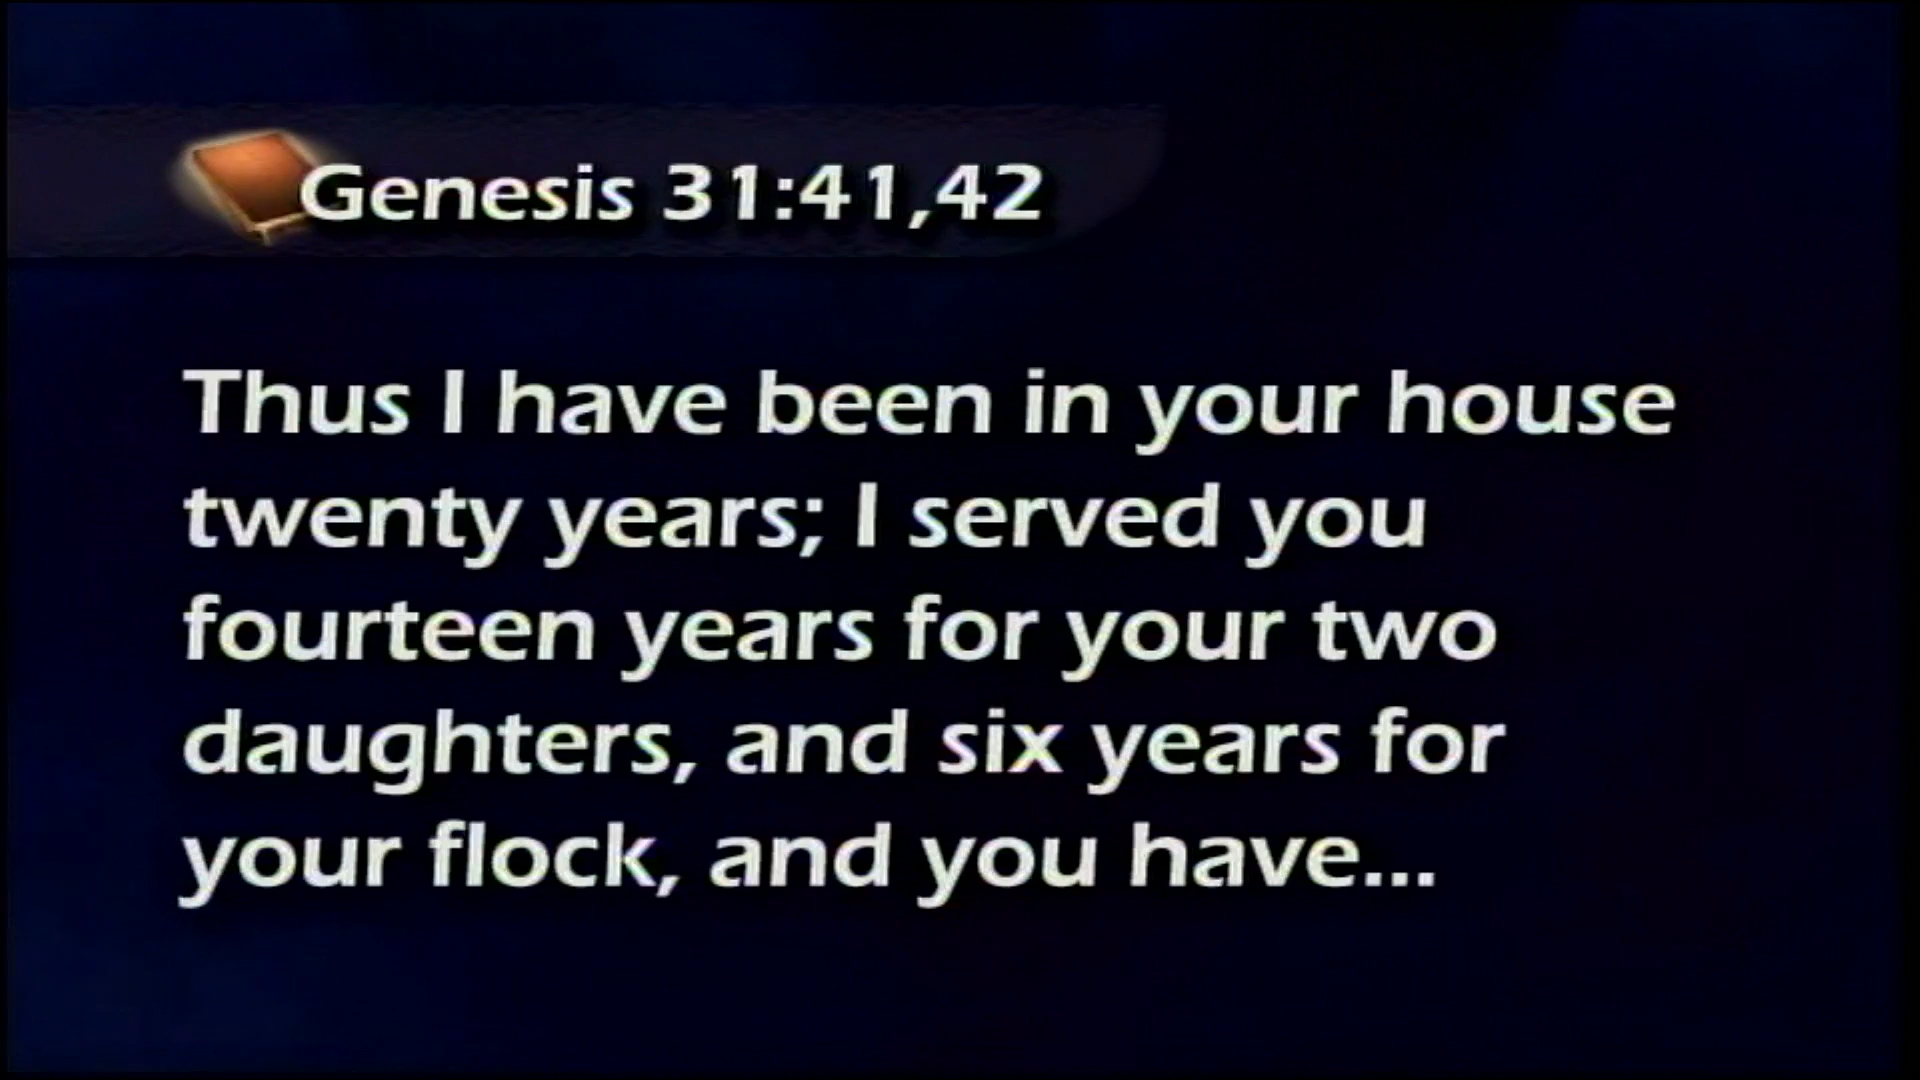 Genesis 31:41,42
Thus I have been in your house
twenty years; I served you
fourteen years for your two
daughters, and six years for
your flock, and you have...